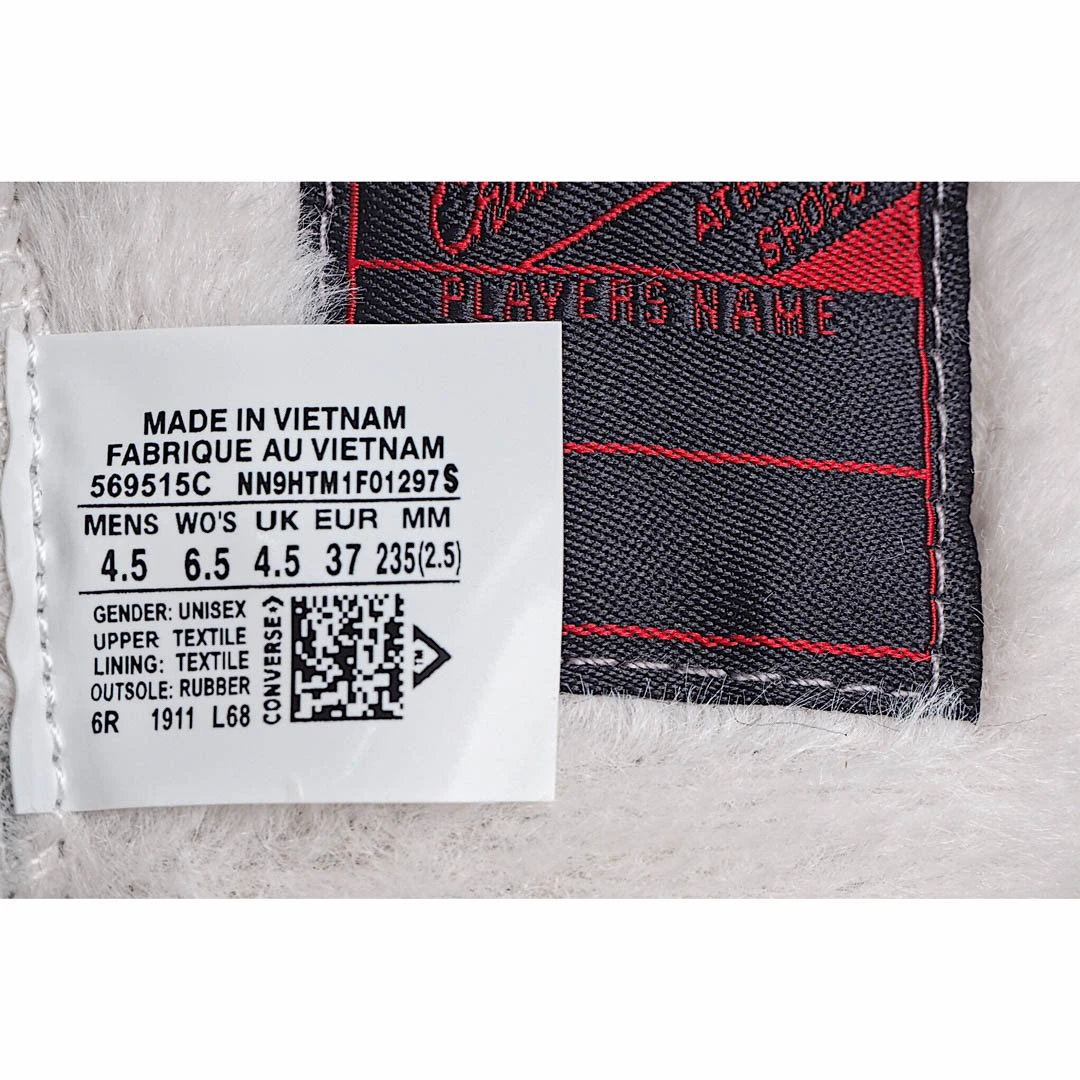 ATH
SHOES
PLAYERS NAME
MADE IN VIETNAM
FABRIQUE AU VIETNAM
569515C NN9HTM1F01297S
MENS WO'S UK EUR MM
4.5 6.5 4.5 37 235(2.5)
GENDER: UNISEX
UPPER TEXTILE
LINING: TEXTILE
OUTSOLE: RUBBER
6R 1911 L68
CONVERSE